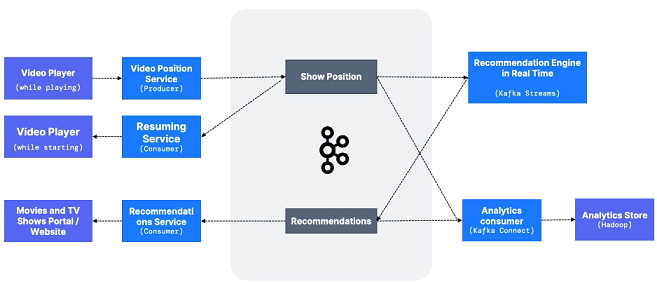 Video Player
(while playing)
Video Position
Service
(Producer)
Show Position
Recommendation Engine
in Real Time
(Kafka Streams)
Video Player
(while starting)
Resuming
Service
(Consumer)
Movies and TV
Shows Portal /
Website
Recommendati
ons Service
(Consumer)
Recommendations
Analytics
consumer
(Kafka Connect)
Analytics Store
(Hadoop)